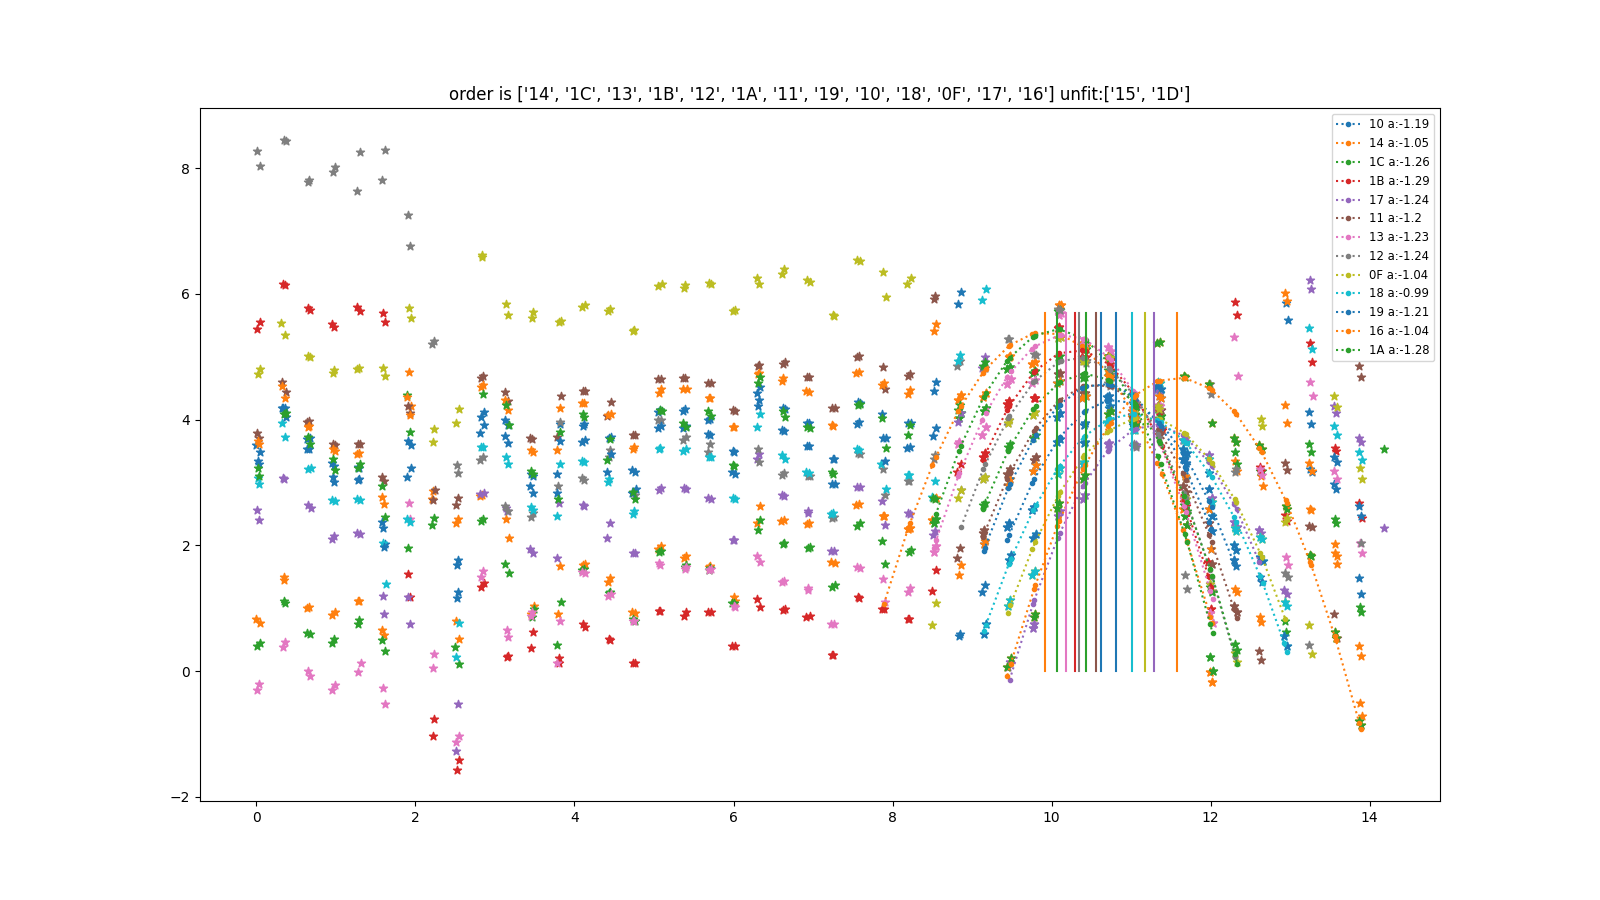 order is ['14', '1C', '13', '1B', '12', '1A', '11', '19', '10', '18', '0F', '17', '16'] unfit:['15', '1D']
10 a:-1.19
14 a:-1.05
1C a:-1.26
1B a:-1.29
17 a:-1.24
11 a:-1.2
13 a:-1.23
12 a:-1.24
0F a:-1.04
18 a:-0.99
19 a:-1.21
16 a:-1.04
1A a:-1.28
8
6
4
2
0
−2
0 2 4 6 8 10 12 14